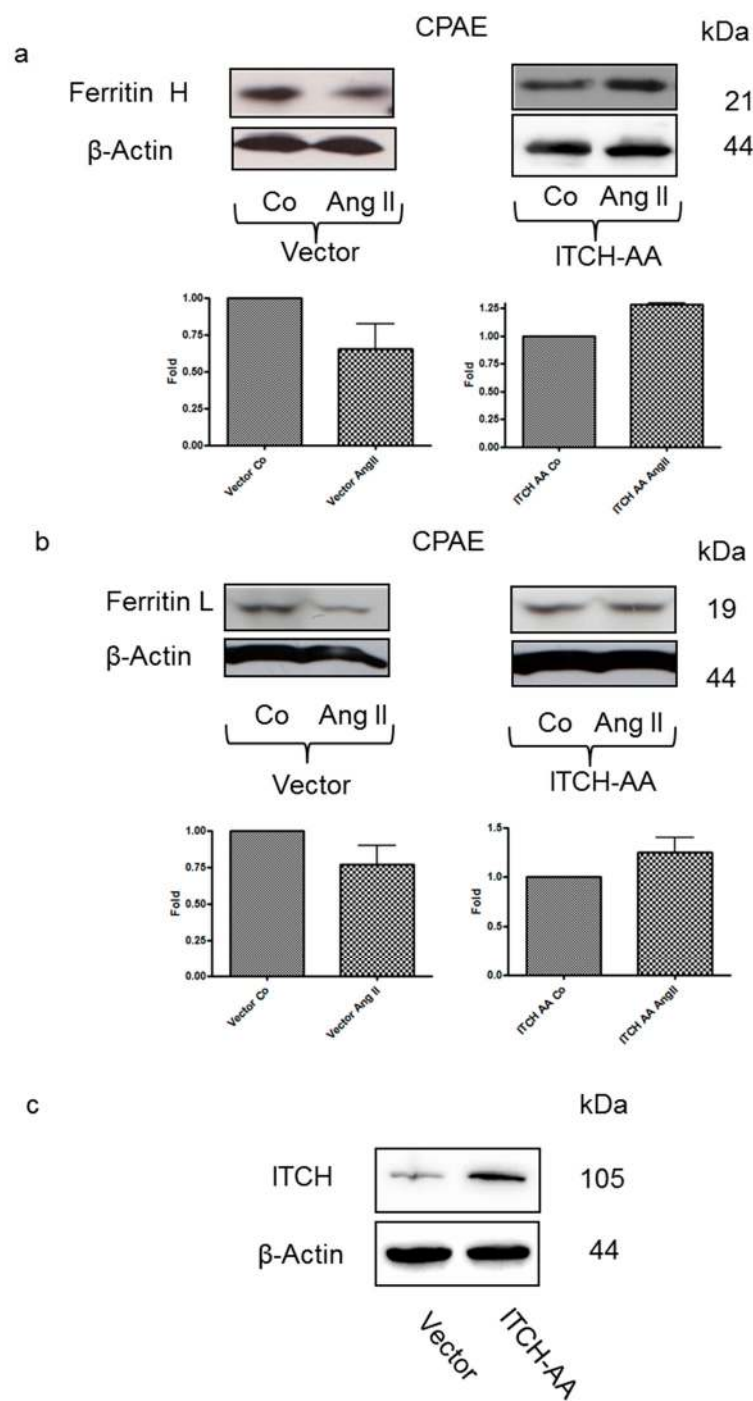 a
CPAE
kDa
Ferritin H
21
β-Actin
44
Co Ang II Co Ang II
Vector ITCH-AA
1.00
0.75
0.50
0.25
0.00
Fold
Vector Co
Vector AngII
1.25
1.00
0.75
0.50
0.25
0.00
Fold
ITCH AA Co
ITCH AA AngII
b
CPAE
kDa
Ferritin L
19
β-Actin
44
Co Ang II Co Ang II
Vector ITCH-AA
1.00
0.75
0.50
0.25
0.00
Fold
Vector Co
Vector Ang II
1.5
1.0
0.5
0.0
Fold
ITCH AA Co
ITCH AA AngII
c
kDa
ITCH
105
β-Actin
44
Vector
ITCH-AA